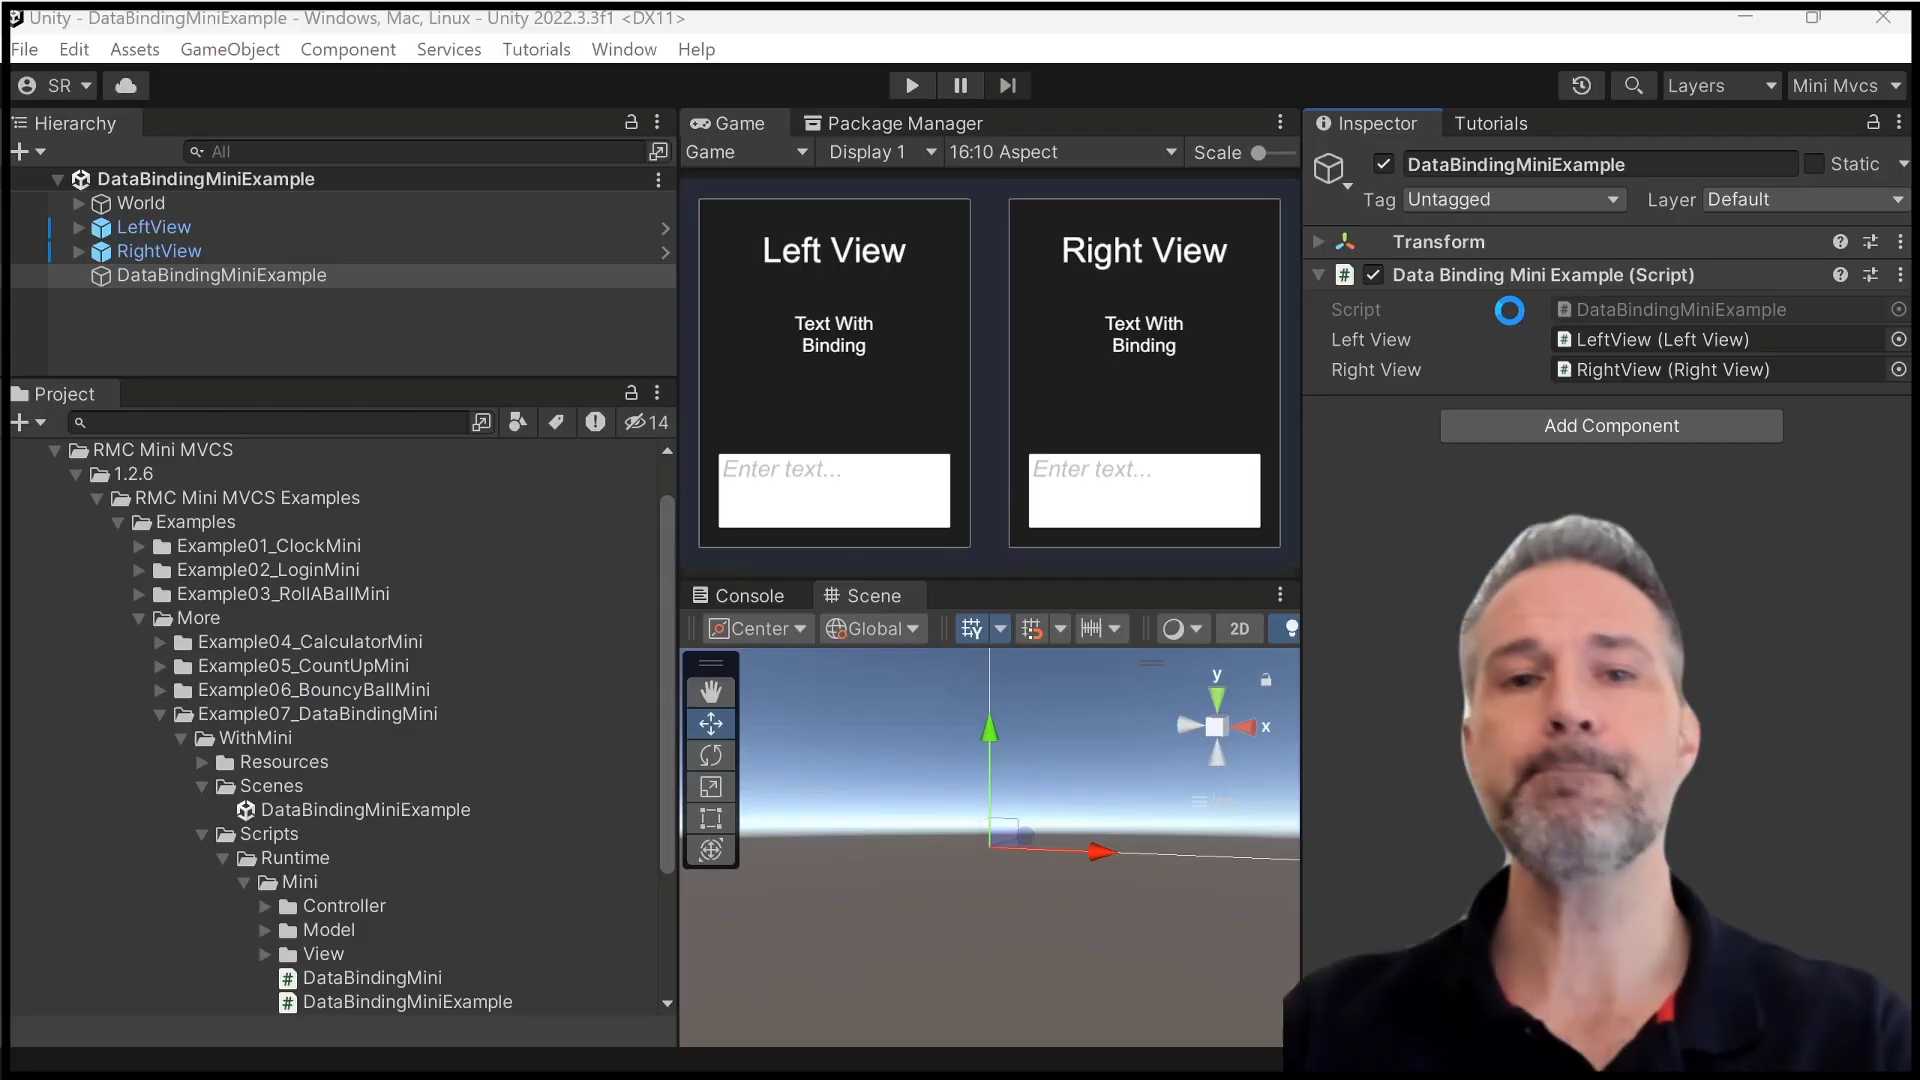 Unity - DataBindingMiniExample - Windows, Mac, Linux - Unity 2022.3.3f1 <DX11>
File Edit Assets GameObject Component Services Tutorials Window Help
SR
Layers
Mini Mvcs
Hierarchy
All
DataBindingMiniExample
World
LeftView
RightView
DataBindingMiniExample
Project
14
RMC Mini MVCS
1.2.6
RMC Mini MVCS Examples
Examples
Example01_ClockMini
Example02_LoginMini
Example03_RollABallMini
More
Example04_CalculatorMini
Example05_CountUpMini
Example06_BouncyBallMini
Example07_DataBindingMini
WithMini
Resources
Scenes
DataBindingMiniExample
Scripts
Runtime
Mini
Controller
Model
View
DataBindingMini
DataBindingMiniExample
Game
Package Manager
Game
Display 1
16:10 Aspect
Scale
Left View
Text With
Binding
Enter text...
Right View
Text With
Binding
Enter text...
Console
Scene
Center
Global
2D
y
x
Inspector
Tutorials
DataBindingMiniExample
Static
Tag Untagged
Layer Default
Transform
# Data Binding Mini Example (Script)
Script
DataBindingMiniExample
Left View
LeftView (Left View)
Right View
RightView (Right View)
Add Component